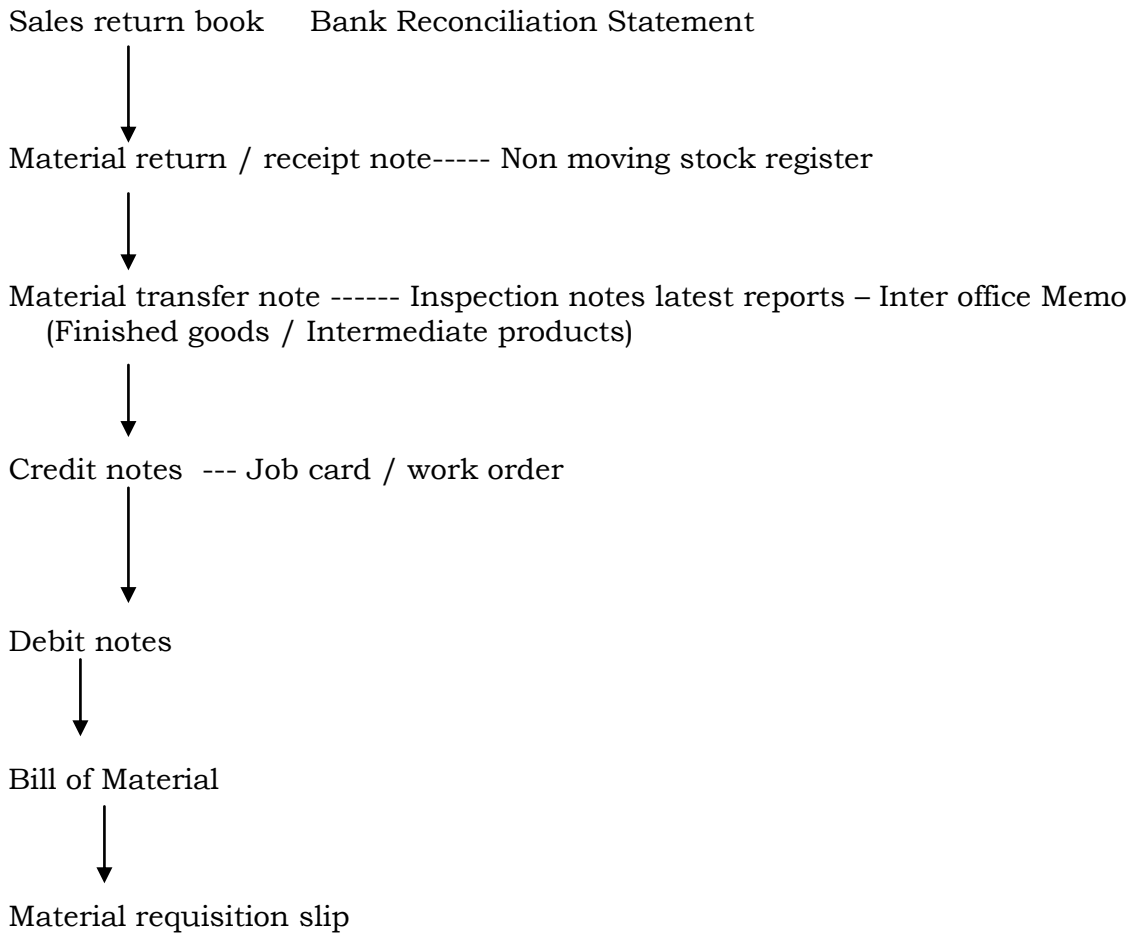 Sales return book Bank Reconciliation Statement
Material return / receipt note----- Non moving stock register
Material transfer note ------ Inspection notes latest reports – Inter office Memo
(Finished goods / Intermediate products)
Credit notes --- Job card / work order
Debit notes
Bill of Material
Material requisition slip